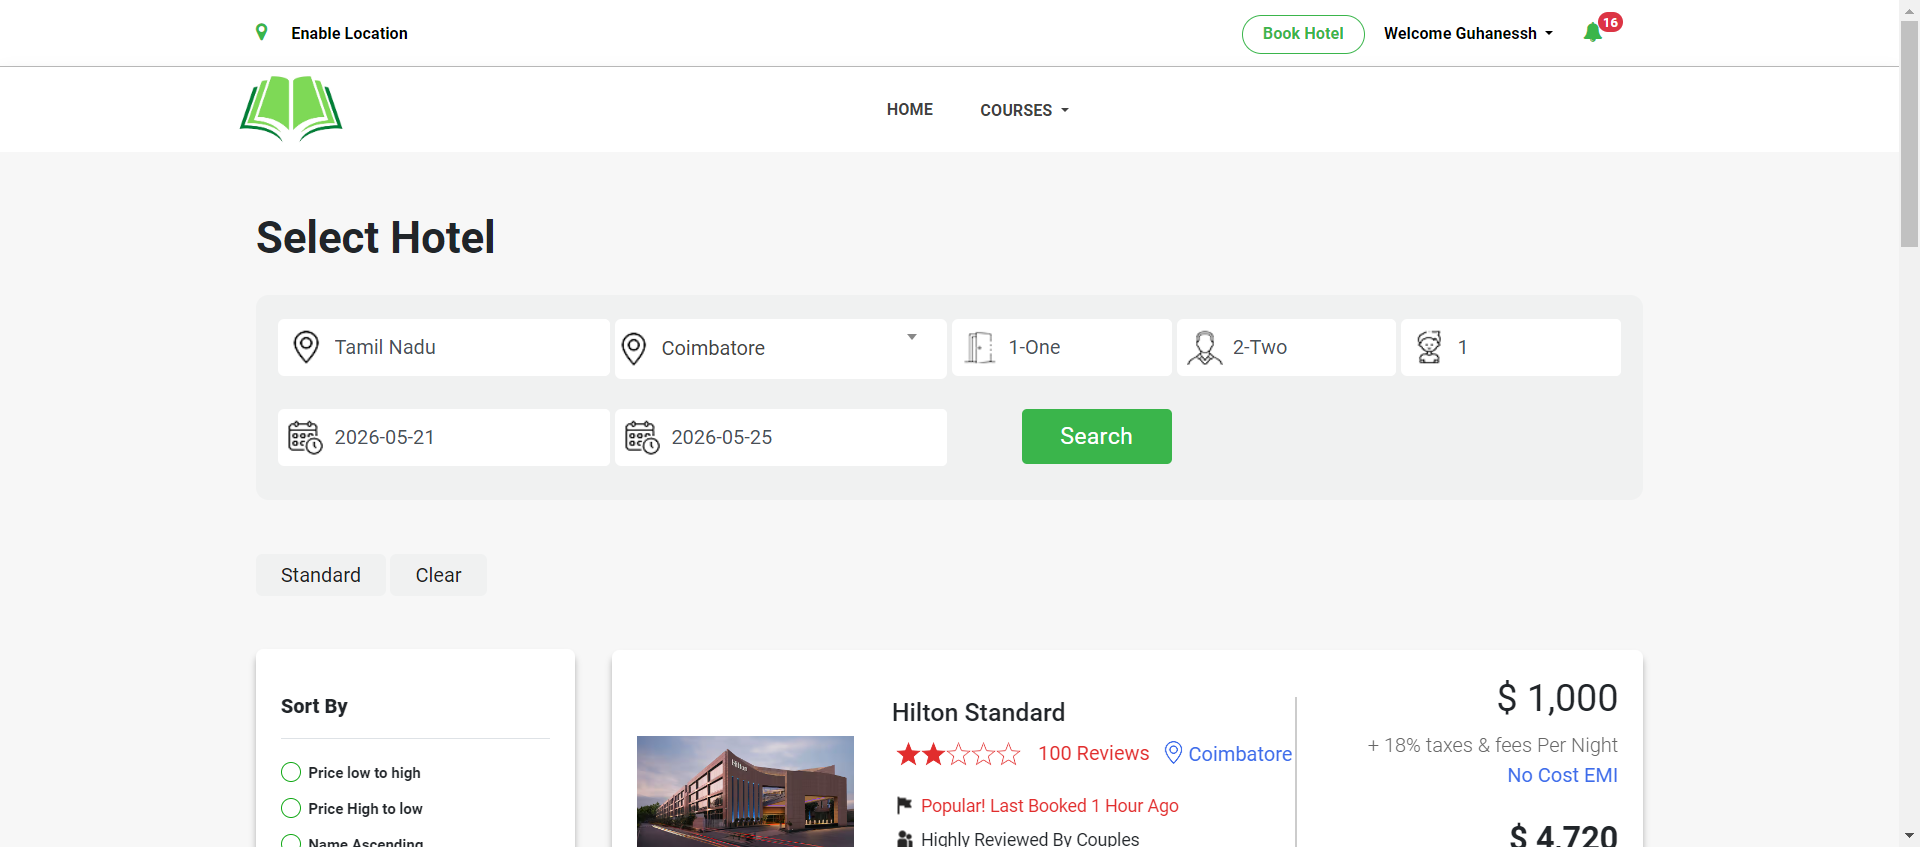 Enable Location
Book Hotel
Welcome Guhanessh
16
HOME
COURSES
Select Hotel
Tamil Nadu
Coimbatore
1-One
2-Two
1
2026-05-21
2026-05-25
Search
Standard
Clear
Sort By
Price low to high
Price High to low
Name Ascending
Hilton
Hilton Standard
100 Reviews
Coimbatore
Popular! Last Booked 1 Hour Ago
Highly Reviewed By Couples
$ 1,000
+ 18% taxes & fees Per Night
No Cost EMI
$ 4,720